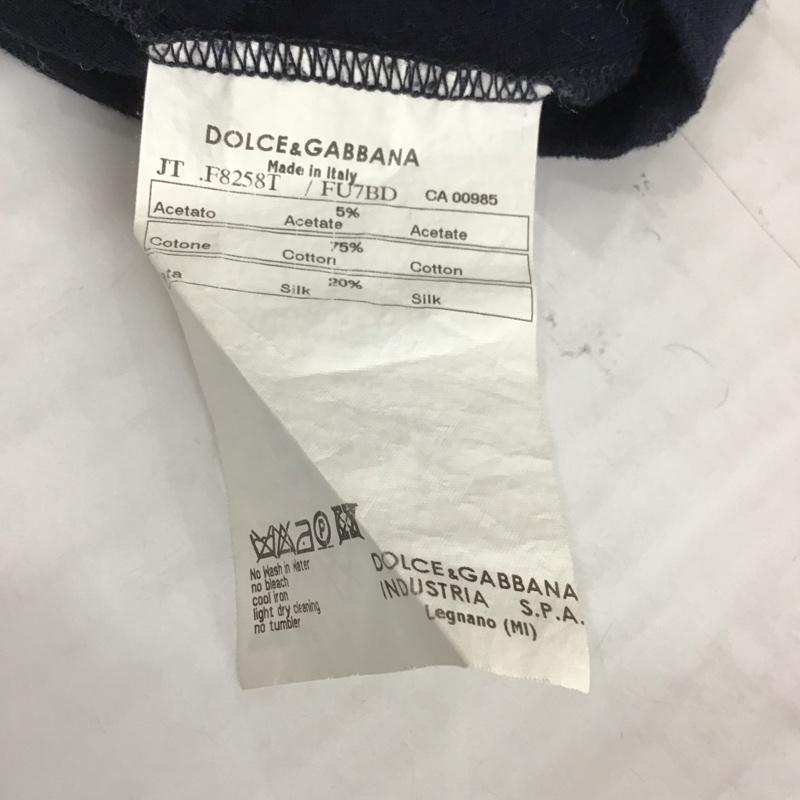 DOLCE&GABBANA
Made in Italy
JT .F8258T / FU7BD CA 00985
5%
Acetato Acetate Acetate
75%
Cotone Cotton Cotton
20%
ta Silk Silk
No Wash in Water
no bleach
cool iron
light dry cleaning
no tumbler
DOLCE&GABBANA
INDUSTRIA S.P.A.
Legnano (MI)